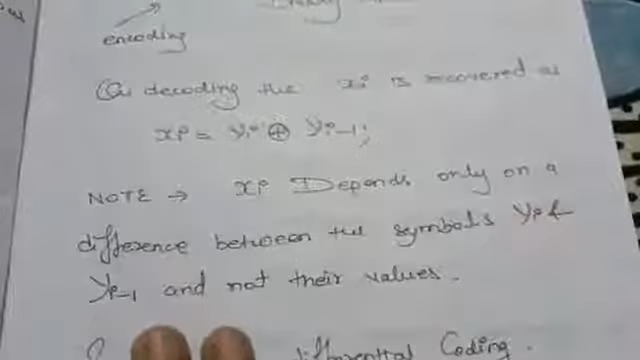 encoding
On decoding the xi is recovered as
xi = yi ⊕ yi-1;
NOTE → xi Depends only on a
difference between the symbols yi &
yi-1 and not their values.
differential Coding.